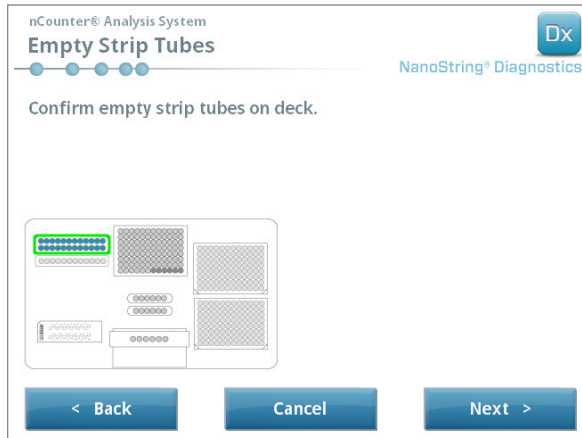 nCounter® Analysis System
Empty Strip Tubes
Dx
NanoString® Diagnostics
Confirm empty strip tubes on deck.
< Back
Cancel
Next >